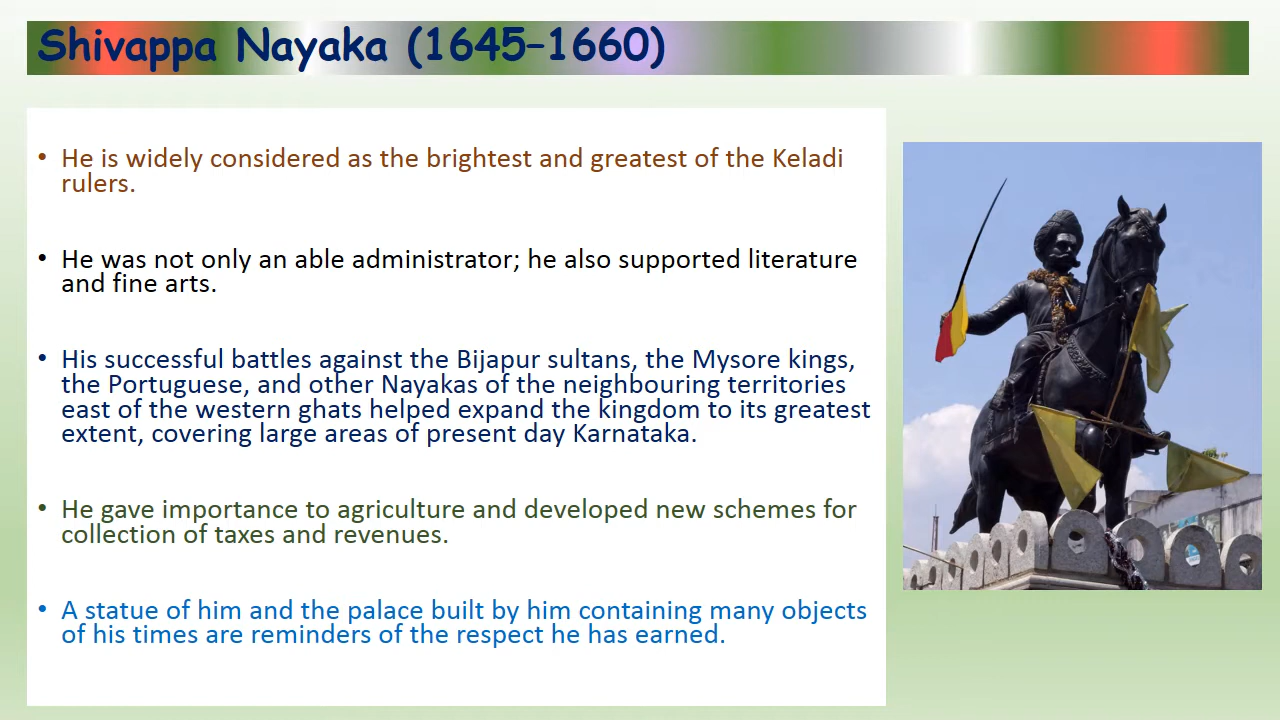 Shivappa Nayaka (1645–1660)
• He is widely considered as the brightest and greatest of the Keladi
rulers.
• He was not only an able administrator; he also supported literature
and fine arts.
• His successful battles against the Bijapur sultans, the Mysore kings,
the Portuguese, and other Nayakas of the neighbouring territories
east of the western ghats helped expand the kingdom to its greatest
extent, covering large areas of present day Karnataka.
• He gave importance to agriculture and developed new schemes for
collection of taxes and revenues.
• A statue of him and the palace built by him containing many objects
of his times are reminders of the respect he has earned.